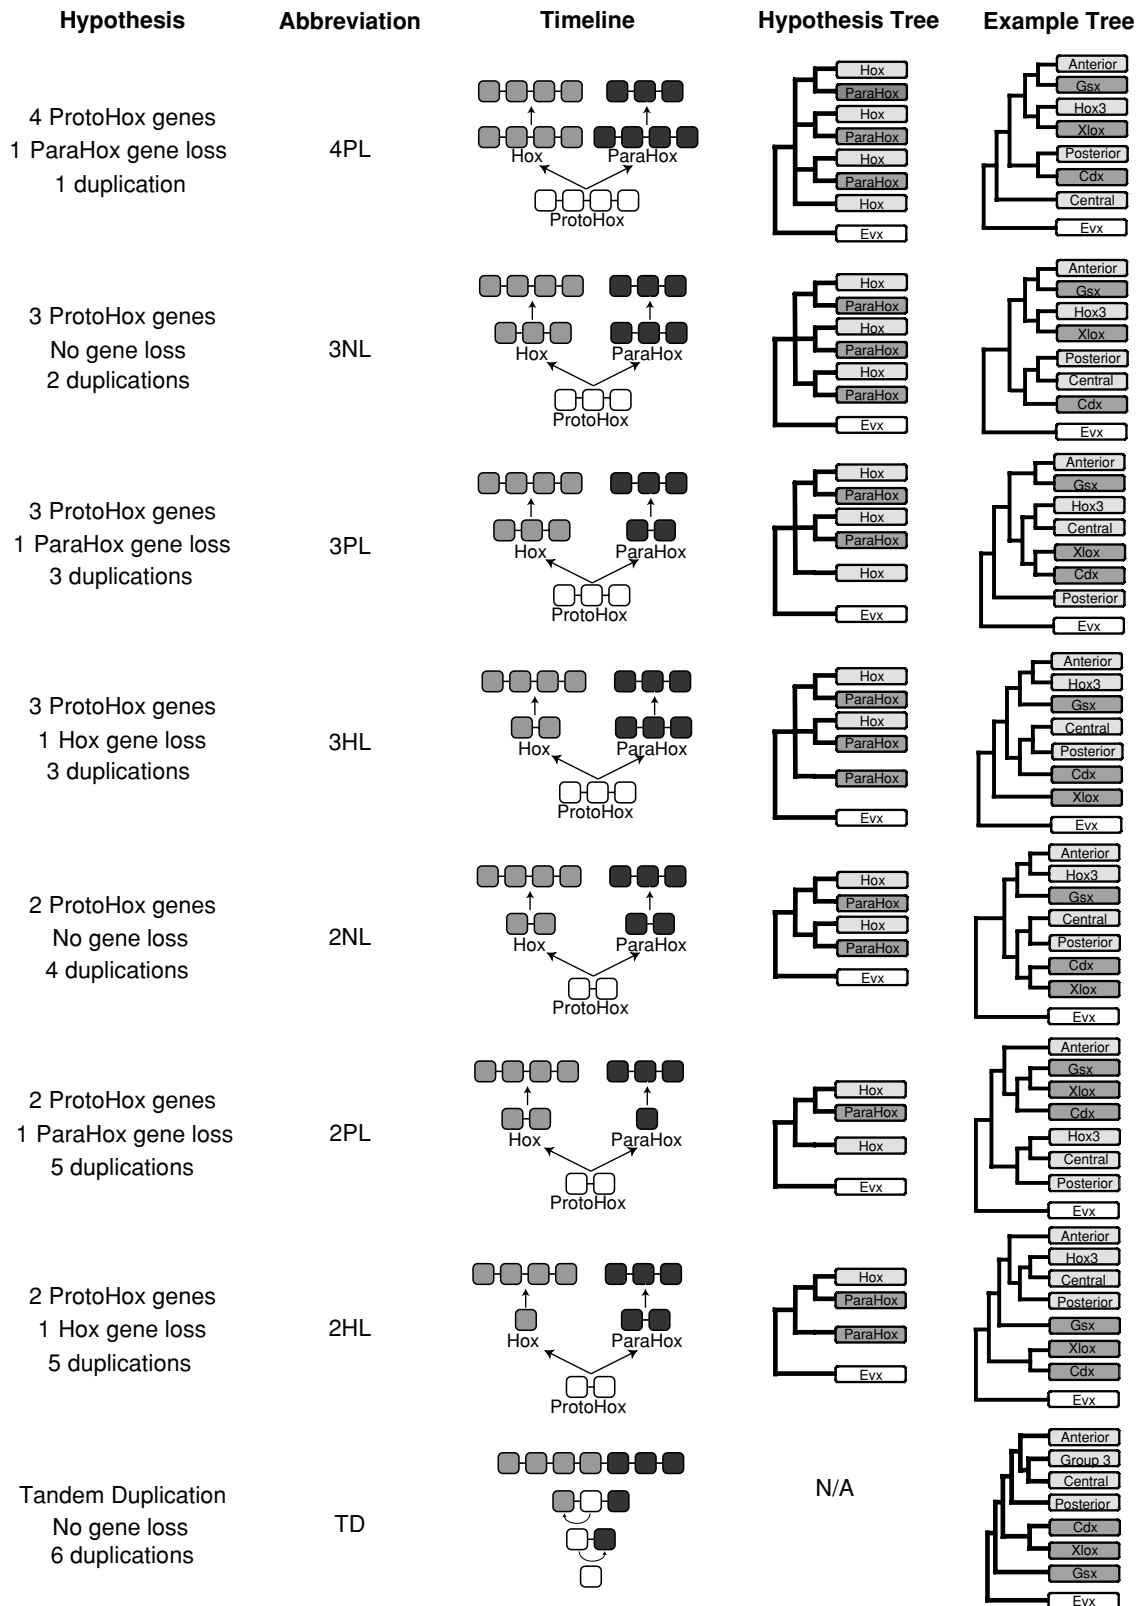 Hypothesis Abbreviation Timeline Hypothesis Tree Example Tree
4 ProtoHox genes
1 ParaHox gene loss
1 duplication
4PL
Hox ParaHox
ProtoHox
Hox
ParaHox
Hox
ParaHox
Hox
ParaHox
Hox
Evx
Anterior
Gsx
Hox3
Xlox
Posterior
Cdx
Central
Evx
3 ProtoHox genes
No gene loss
2 duplications
3NL
Hox ParaHox
ProtoHox
Hox
ParaHox
Hox
ParaHox
Hox
ParaHox
Evx
Anterior
Gsx
Hox3
Xlox
Posterior
Central
Cdx
Evx
3 ProtoHox genes
1 ParaHox gene loss
3 duplications
3PL
Hox ParaHox
ProtoHox
Hox
ParaHox
Hox
ParaHox
Hox
Evx
Anterior
Gsx
Hox3
Central
Xlox
Cdx
Posterior
Evx
3 ProtoHox genes
1 Hox gene loss
3 duplications
3HL
Hox ParaHox
ProtoHox
Hox
ParaHox
Hox
ParaHox
ParaHox
Evx
Anterior
Hox3
Gsx
Central
Posterior
Cdx
Xlox
Evx
2 ProtoHox genes
No gene loss
4 duplications
2NL
Hox ParaHox
ProtoHox
Hox
ParaHox
Hox
ParaHox
Evx
Anterior
Hox3
Gsx
Central
Posterior
Cdx
Xlox
Evx
2 ProtoHox genes
1 ParaHox gene loss
5 duplications
2PL
Hox ParaHox
ProtoHox
Hox
ParaHox
Hox
Evx
Anterior
Gsx
Xlox
Cdx
Hox3
Central
Posterior
Evx
2 ProtoHox genes
1 Hox gene loss
5 duplications
2HL
Hox ParaHox
ProtoHox
Hox
ParaHox
ParaHox
Evx
Anterior
Hox3
Central
Posterior
Gsx
Xlox
Cdx
Evx
Tandem Duplication
No gene loss
6 duplications
TD
N/A
Anterior
Group 3
Central
Posterior
Cdx
Xlox
Gsx
Evx